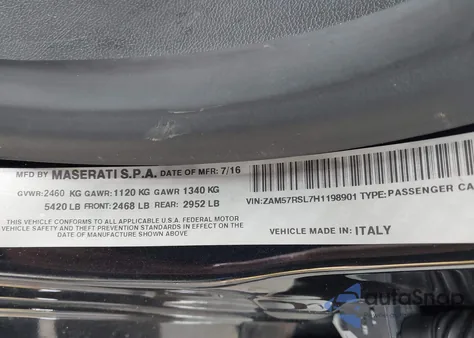 MFD BY MASERATI S.P.A. DATE OF MFR: 7/16
GVWR:2460 KG GAWR:1120 KG GAWR 1340 KG
5420 LB FRONT:2468 LB REAR: 2952 LB
THIS VEHICLE CONFORMS TO ALL APPLICABLE U.S.A. FEDERAL MOTOR
VEHICLE SAFETY AND THEFT PREVENTION STANDARDS IN EFFECT ON THE
DATE OF MANUFACTURE SHOWN ABOVE.
VIN:ZAM57RSL7H1198901 TYPE:PASSENGER CA
VEHICLE MADE IN: ITALY
autoSnap